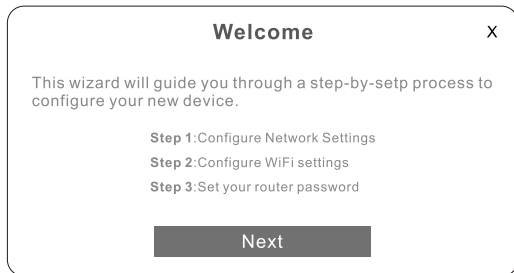 Welcome
X
This wizard will guide you through a step-by-setp process to
configure your new device.
Step 1:Configure Network Settings
Step 2:Configure WiFi settings
Step 3:Set your router password
Next